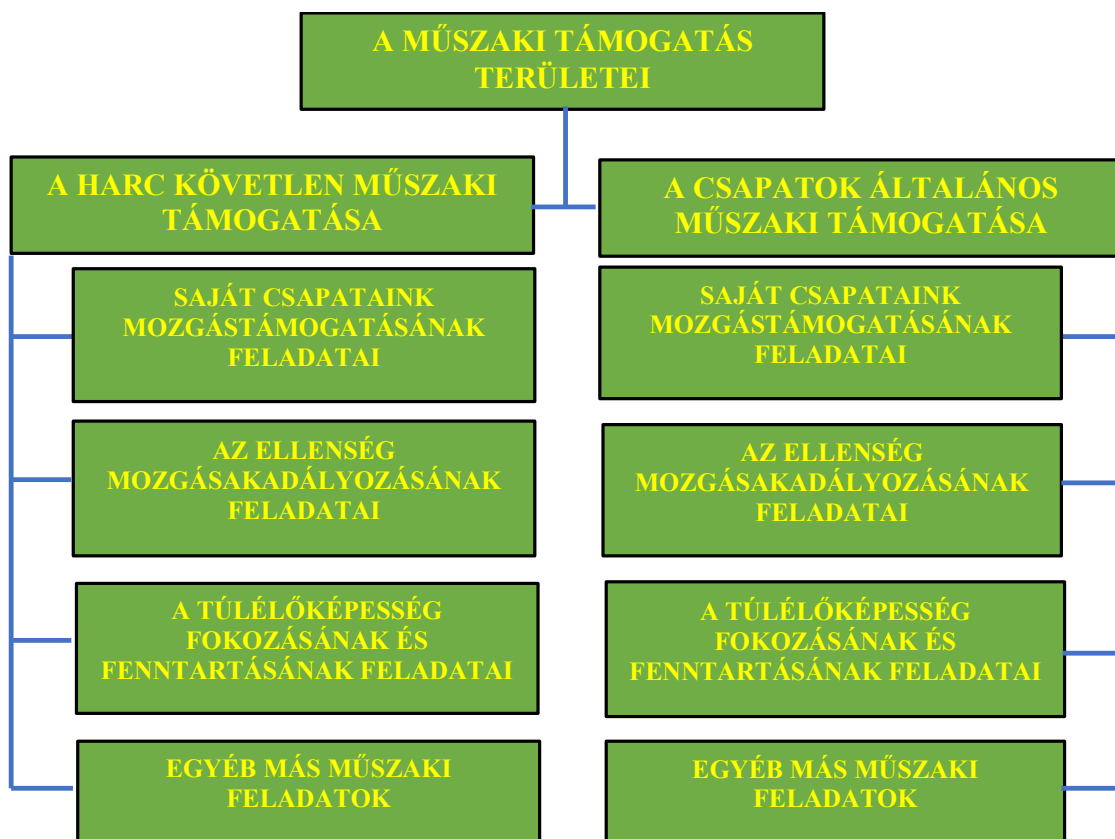 A MŰSZAKI TÁMOGATÁS
TERÜLETEI
A HARC KÖVETLEN MŰSZAKI
TÁMOGATÁSA
A CSAPATOK ÁLTALÁNOS
MŰSZAKI TÁMOGATÁSA
SAJÁT CSAPATAINK
MOZGÁSTÁMOGATÁSÁNAK
FELADATAI
SAJÁT CSAPATAINK
MOZGÁSTÁMOGATÁSÁNAK
FELADATAI
AZ ELLENSÉG
MOZGÁSAKADÁLYOZÁSÁNAK
FELADATAI
AZ ELLENSÉG
MOZGÁSAKADÁLYOZÁSÁNAK
FELADATAI
A TÚLÉLŐKÉPESSÉG
FOKOZÁSÁNAK ÉS
FENNTARTÁSÁNAK FELADATAI
A TÚLÉLŐKÉPESSÉG
FOKOZÁSÁNAK ÉS
FENNTARTÁSÁNAK FELADATAI
EGYÉB MÁS MŰSZAKI
FELADATOK
EGYÉB MÁS MŰSZAKI
FELADATOK